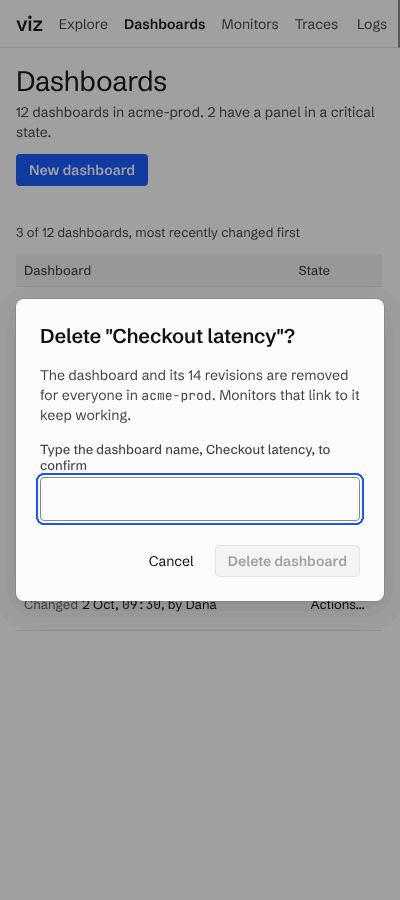 viz Explore Dashboards Monitors Traces Logs
Dashboards
12 dashboards in acme-prod. 2 have a panel in a critical
state.
New dashboard
3 of 12 dashboards, most recently changed first
Dashboard State
Delete "Checkout latency"?
The dashboard and its 14 revisions are removed
for everyone in acme-prod. Monitors that link to it
keep working.
Type the dashboard name, Checkout latency, to
confirm
Cancel Delete dashboard
Changed 2 Oct, 09:30, by Dana Actions…